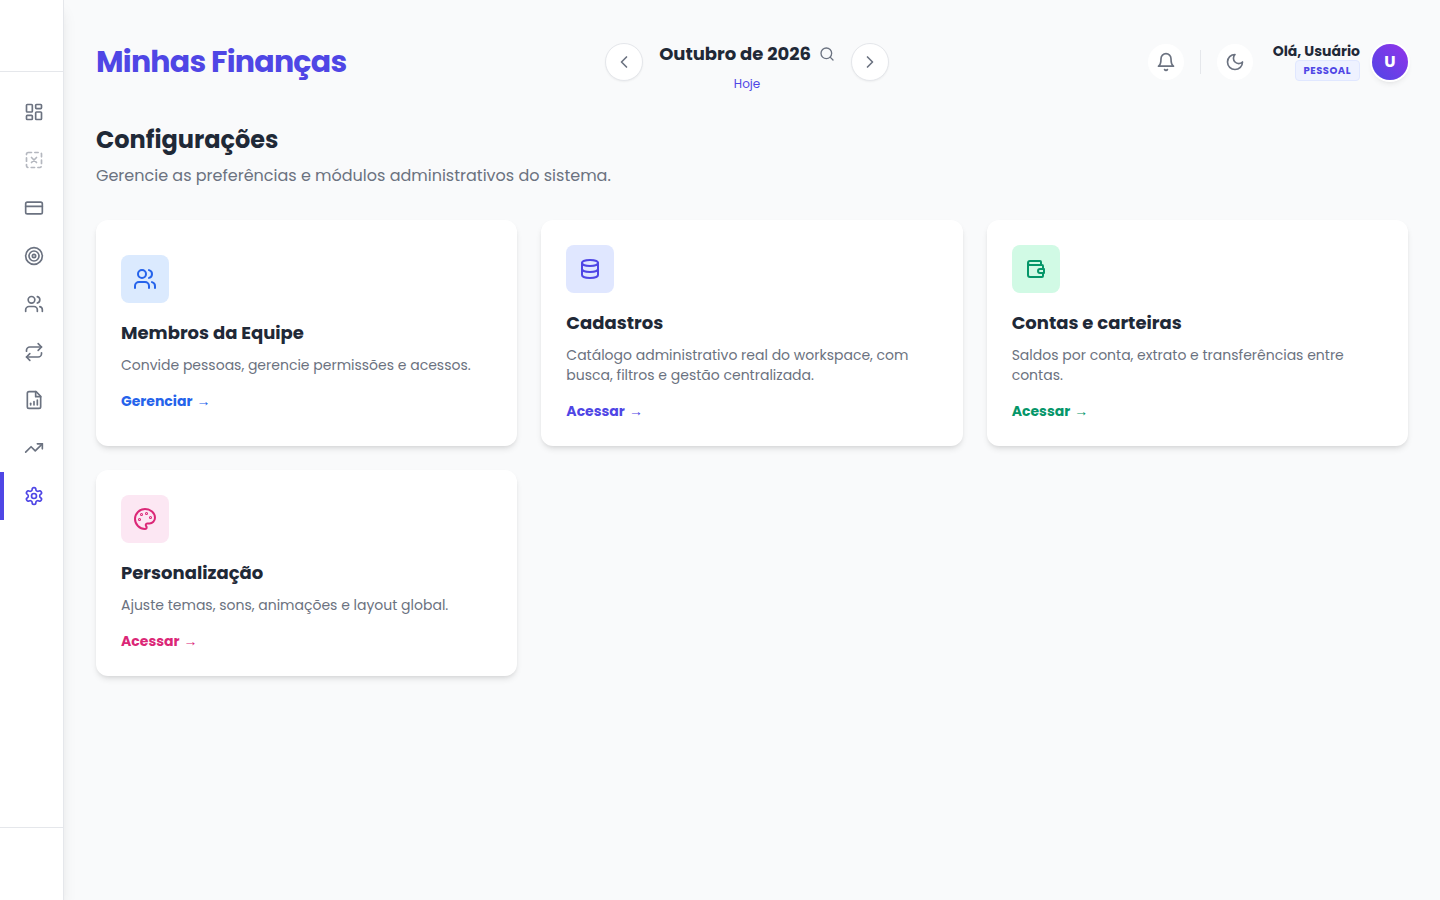 Minhas Finanças
Outubro de 2026
Hoje
Olá, Usuário
PESSOAL
U
Configurações
Gerencie as preferências e módulos administrativos do sistema.
Membros da Equipe
Convide pessoas, gerencie permissões e acessos.
Gerenciar →
Cadastros
Catálogo administrativo real do workspace, com
busca, filtros e gestão centralizada.
Acessar →
Contas e carteiras
Saldos por conta, extrato e transferências entre
contas.
Acessar →
Personalização
Ajuste temas, sons, animações e layout global.
Acessar →